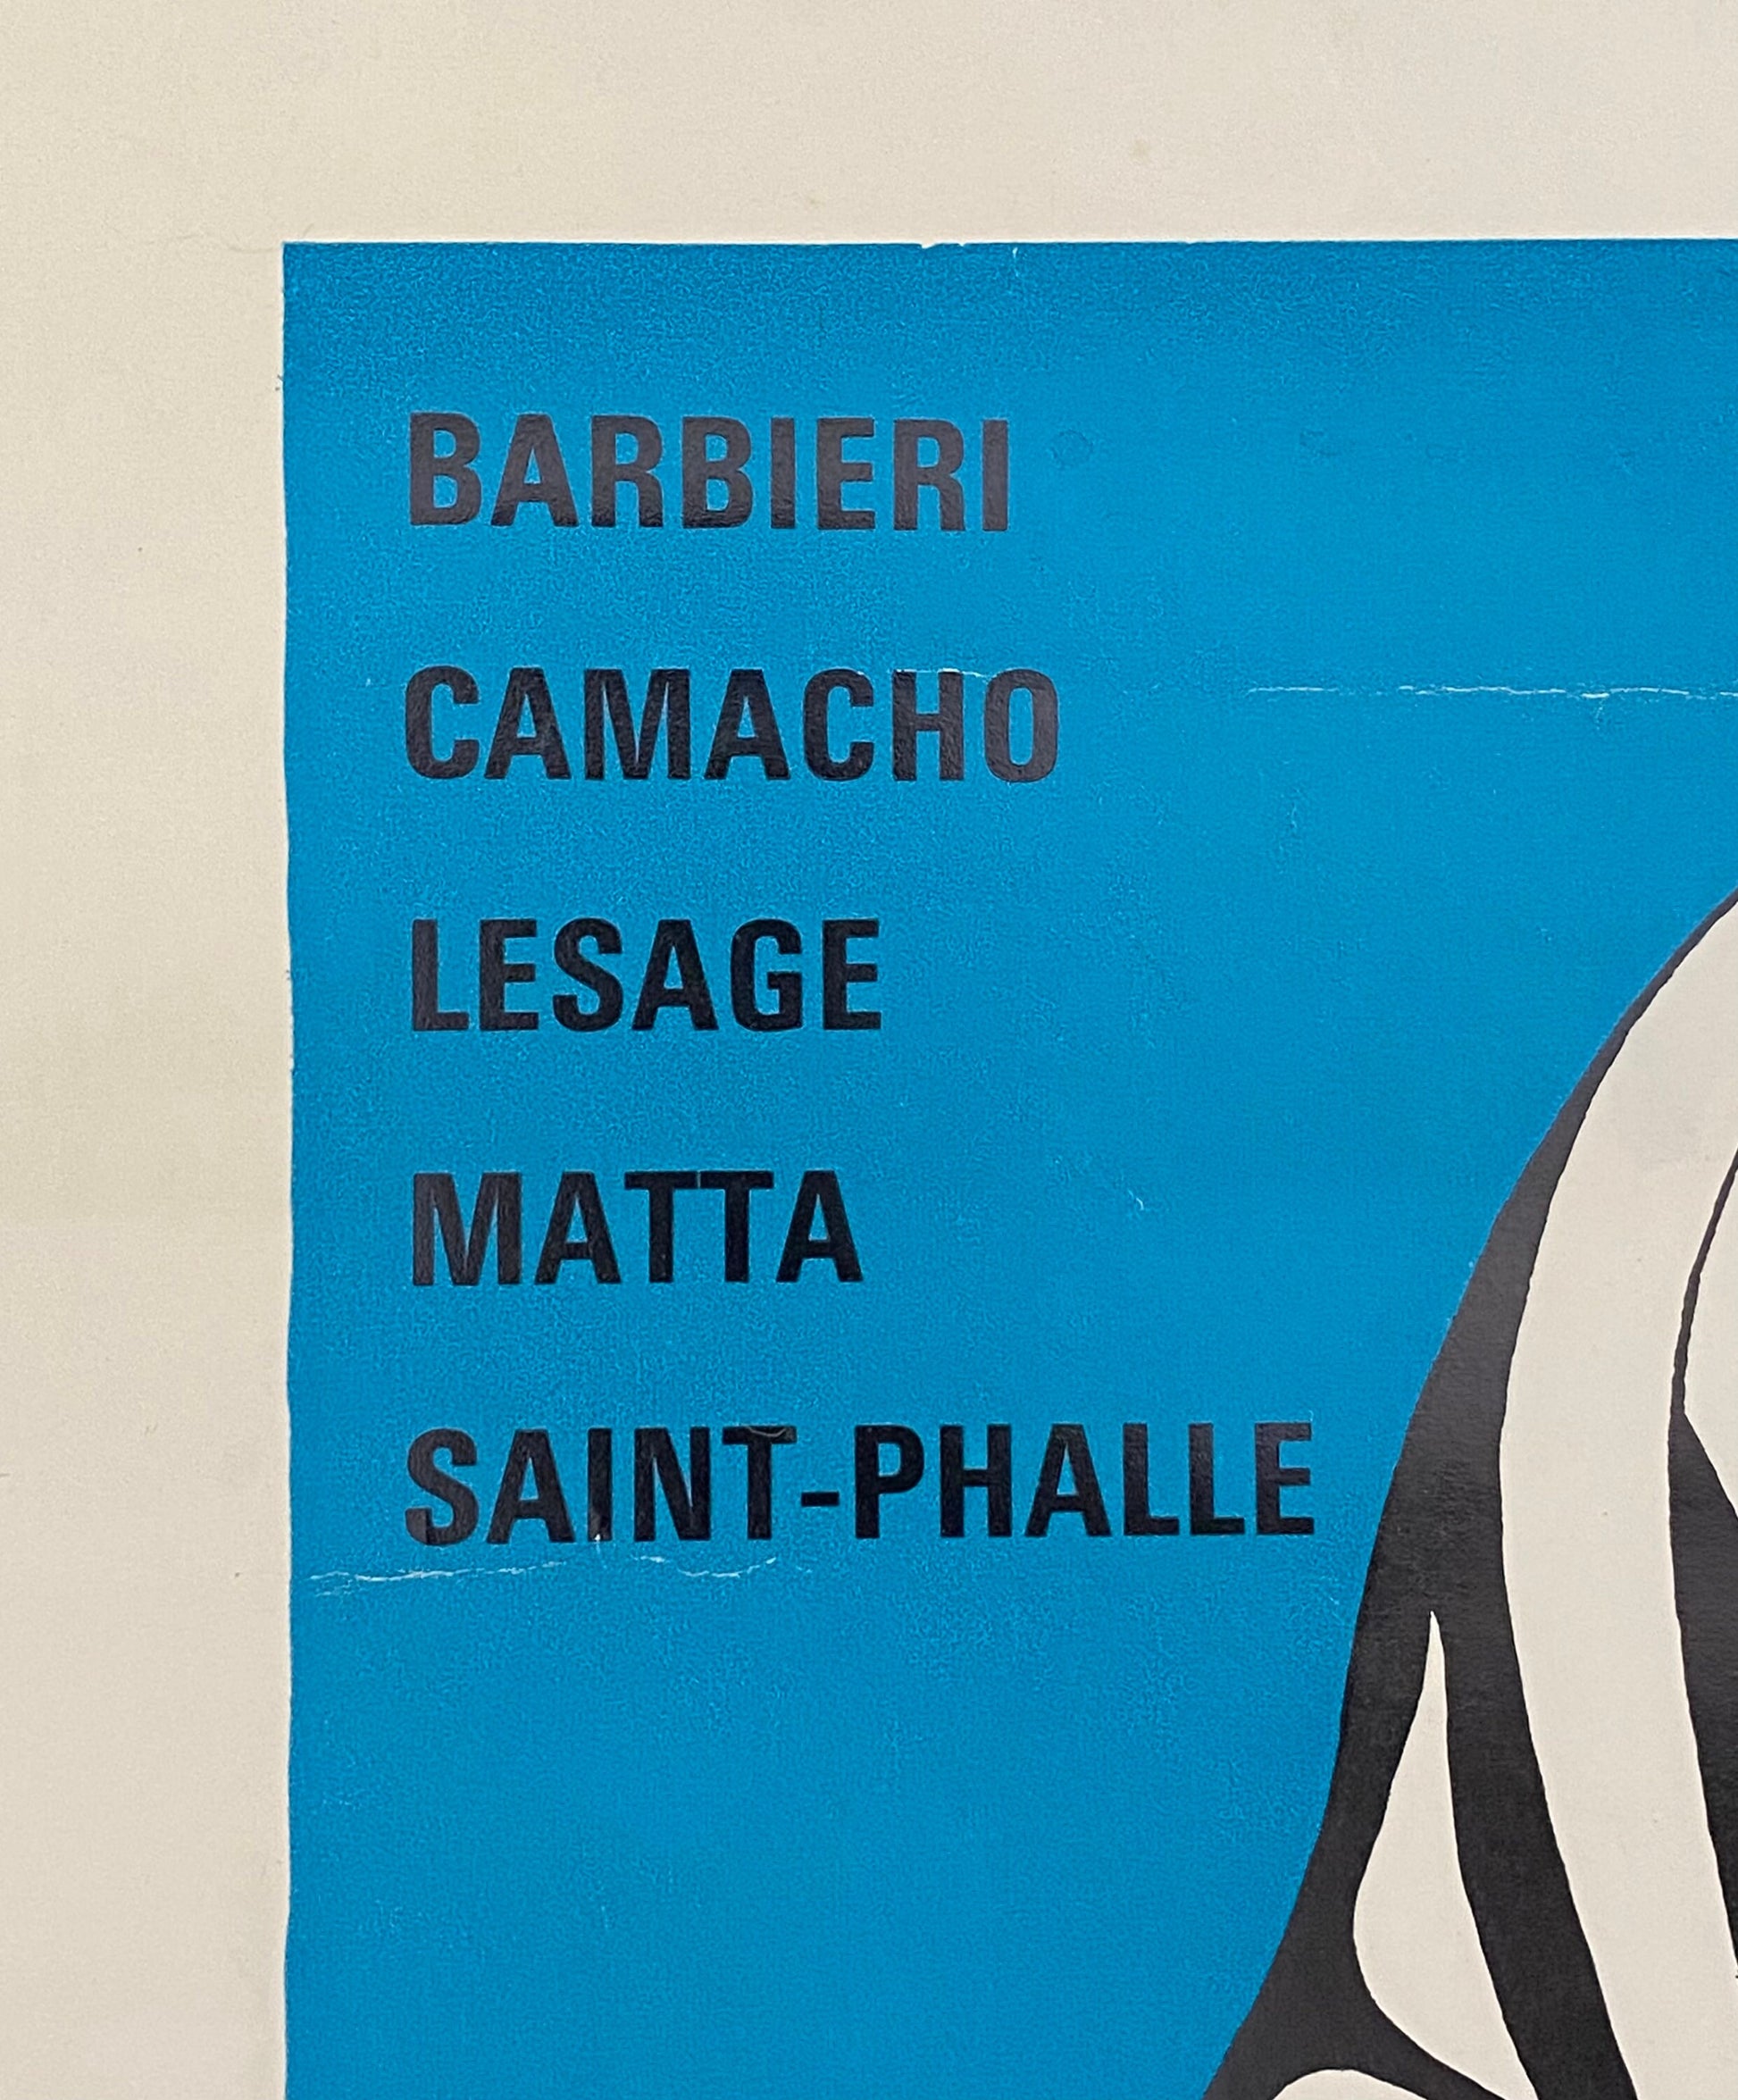 BARBIERI
CAMACHO
LESAGE
MATTA
SAINT-PHALLE